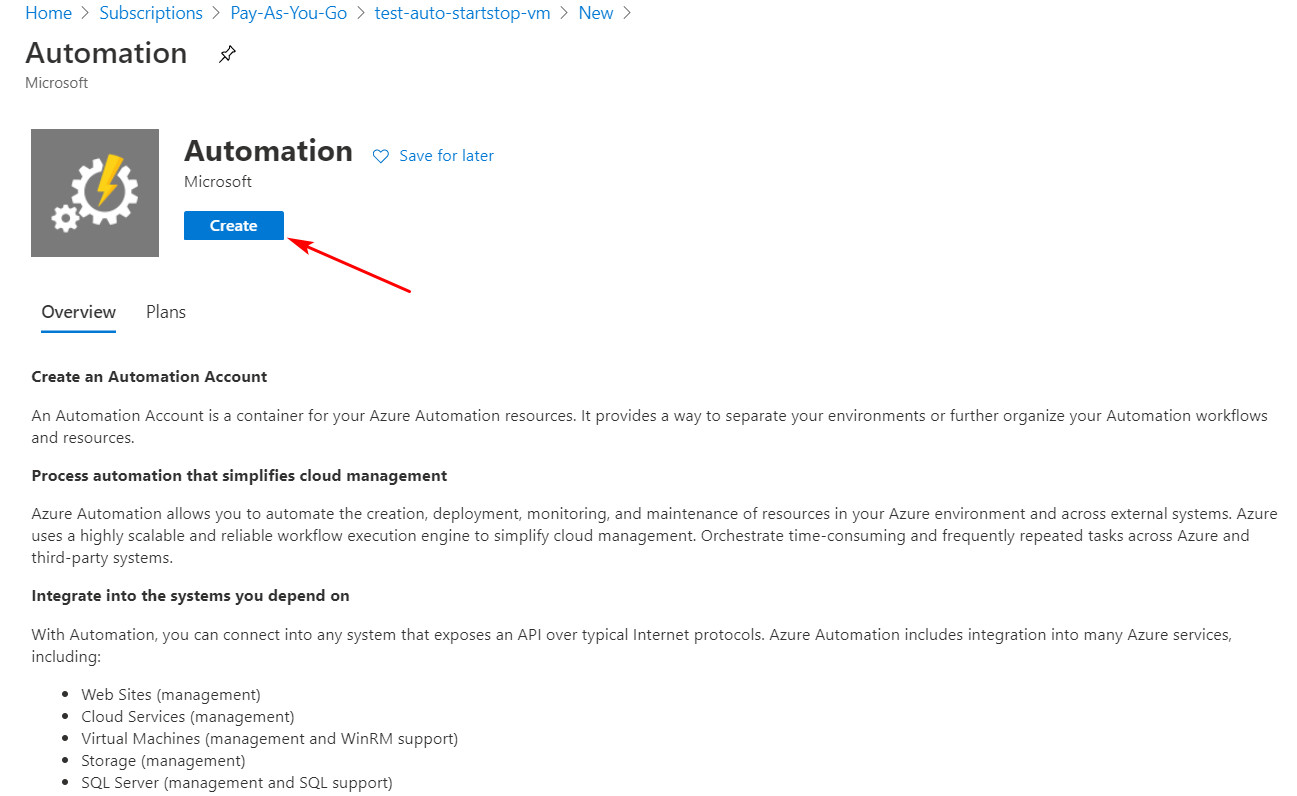 Home > Subscriptions > Pay-As-You-Go > test-auto-startstop-vm > New >
Automation
Microsoft
Automation
Save for later
Microsoft
Create
Overview Plans
Create an Automation Account
An Automation Account is a container for your Azure Automation resources. It provides a way to separate your environments or further organize your Automation workflows
and resources.
Process automation that simplifies cloud management
Azure Automation allows you to automate the creation, deployment, monitoring, and maintenance of resources in your Azure environment and across external systems. Azure
uses a highly scalable and reliable workflow execution engine to simplify cloud management. Orchestrate time-consuming and frequently repeated tasks across Azure and
third-party systems.
Integrate into the systems you depend on
With Automation, you can connect into any system that exposes an API over typical Internet protocols. Azure Automation includes integration into many Azure services,
including:
• Web Sites (management)
• Cloud Services (management)
• Virtual Machines (management and WinRM support)
• Storage (management)
• SQL Server (management and SQL support)